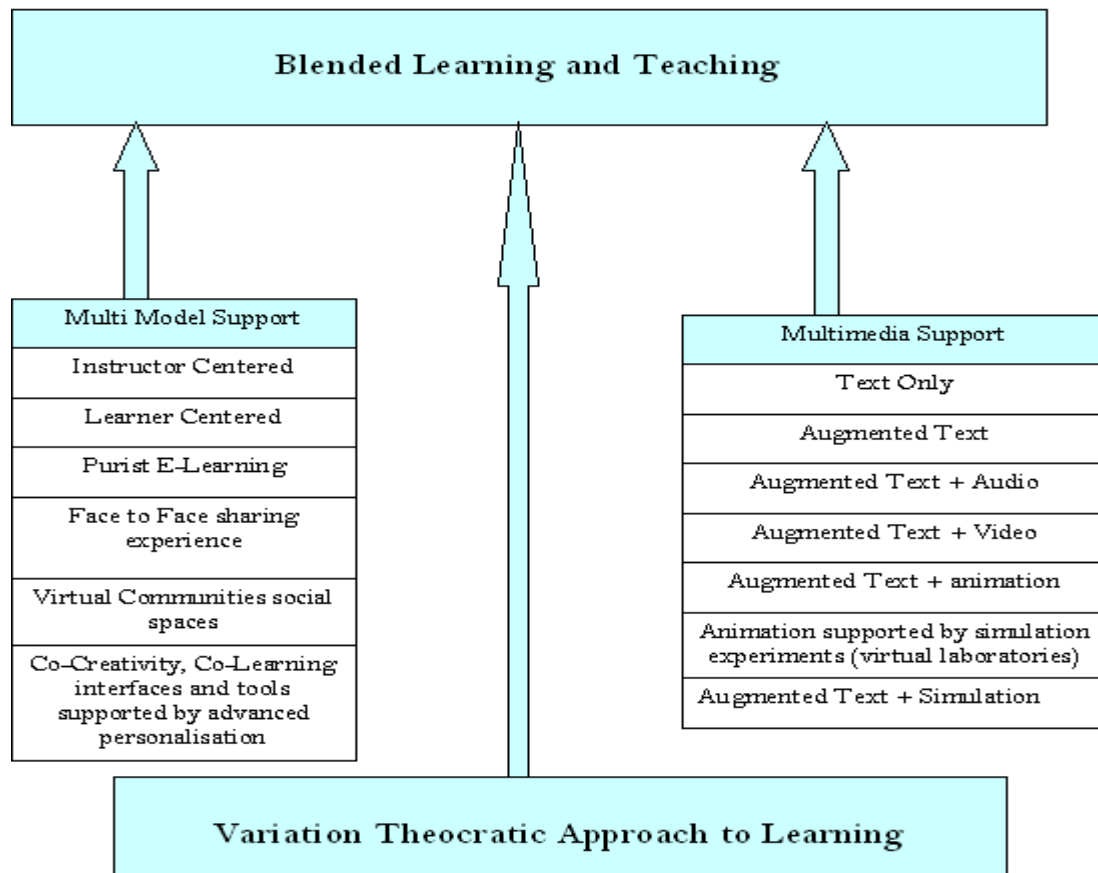 Blended Learning and Teaching
Multi Model Support
Instructor Centered
Learner Centered
Purist E-Learning
Face to Face sharing
experience
Virtual Communities social
spaces
Co-Creativity, Co-Learning
interfaces and tools
supported by advanced
personalisation
Multimedia Support
Text Only
Augmented Text
Augmented Text + Audio
Augmented Text + Video
Augmented Text + animation
Animation supported by simulation
experiments (virtual laboratories)
Augmented Text + Simulation
Variation Theocratic Approach to Learning